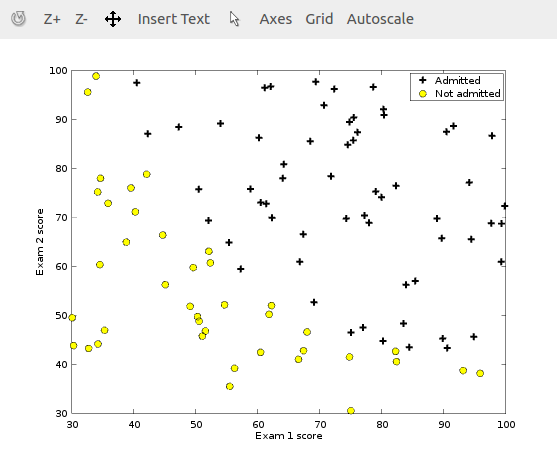 Z+ Z- Insert Text Axes Grid Autoscale
Admitted
Not admitted
100
90
80
70
60
50
40
30
Exam 2 score
30 40 50 60 70 80 90 100
Exam 1 score